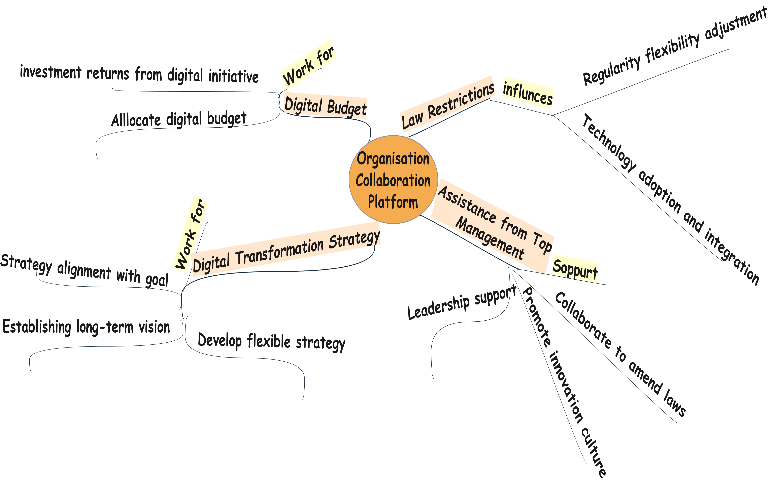 Work for
investment returns from digital initiative
Digital Budget
Alllocate digital budget
Law Restrictions
influnces
Regularity flexibility adjustment
Technology adoption and integration
Organisation
Collaboration
Platform
Assistance from Top
Management
Soppurt
Leadership support
Promote innovation culture
Collaborate to amend laws
Work for
Digital Transformation Strategy
Strategy alignment with goal
Establishing long-term vision
Develop flexible strategy